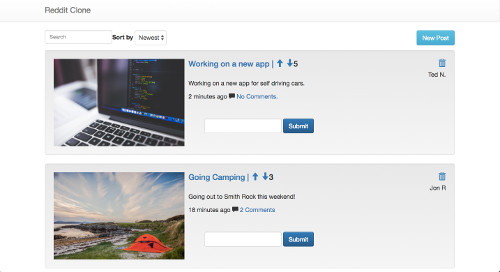 Reddit Clone
Search Sort by Newest New Post
Working on a new app | 5
Ted N.
Working on a new app for self driving cars.
2 minutes ago No Comments.
Submit
Going Camping | 3
Jon R
Going out to Smith Rock this weekend!
18 minutes ago 2 Comments
Submit